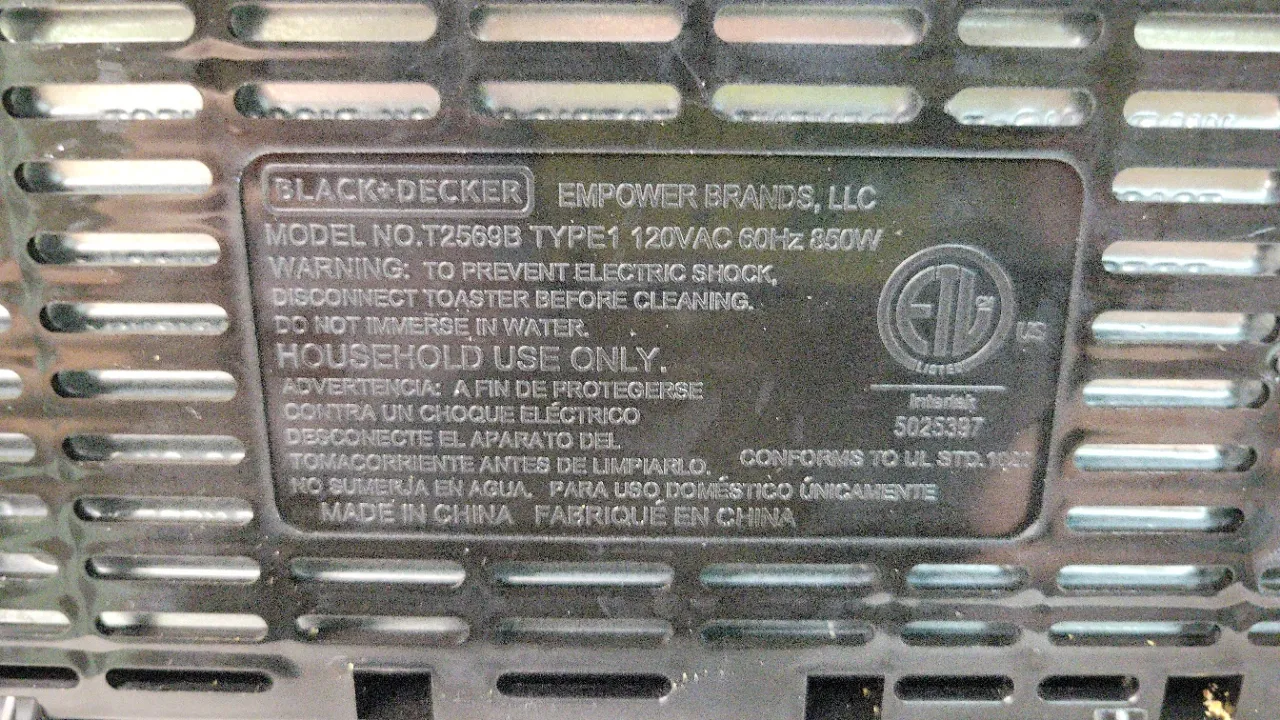 BLACK+DECKER EMPOWER BRANDS, LLC
MODEL NO.T2569B TYPE1 120VAC 60Hz 850W
WARNING: TO PREVENT ELECTRIC SHOCK,
DISCONNECT TOASTER BEFORE CLEANING.
DO NOT IMMERSE IN WATER.
HOUSEHOLD USE ONLY.
ADVERTENCIA: A FIN DE PROTEGERSE
CONTRA UN CHOQUE ELÉCTRICO
DESCONECTE EL APARATO DEL
TOMACORRIENTE ANTES DE LIMPIARLO.
NO SUMERJA EN AGUA. PARA USO DOMÉSTICO ÚNICAMENTE
MADE IN CHINA FABRIQUÉ EN CHINA
ETL US
LISTED
Intertek
5025397
CONFORMS TO UL STD.